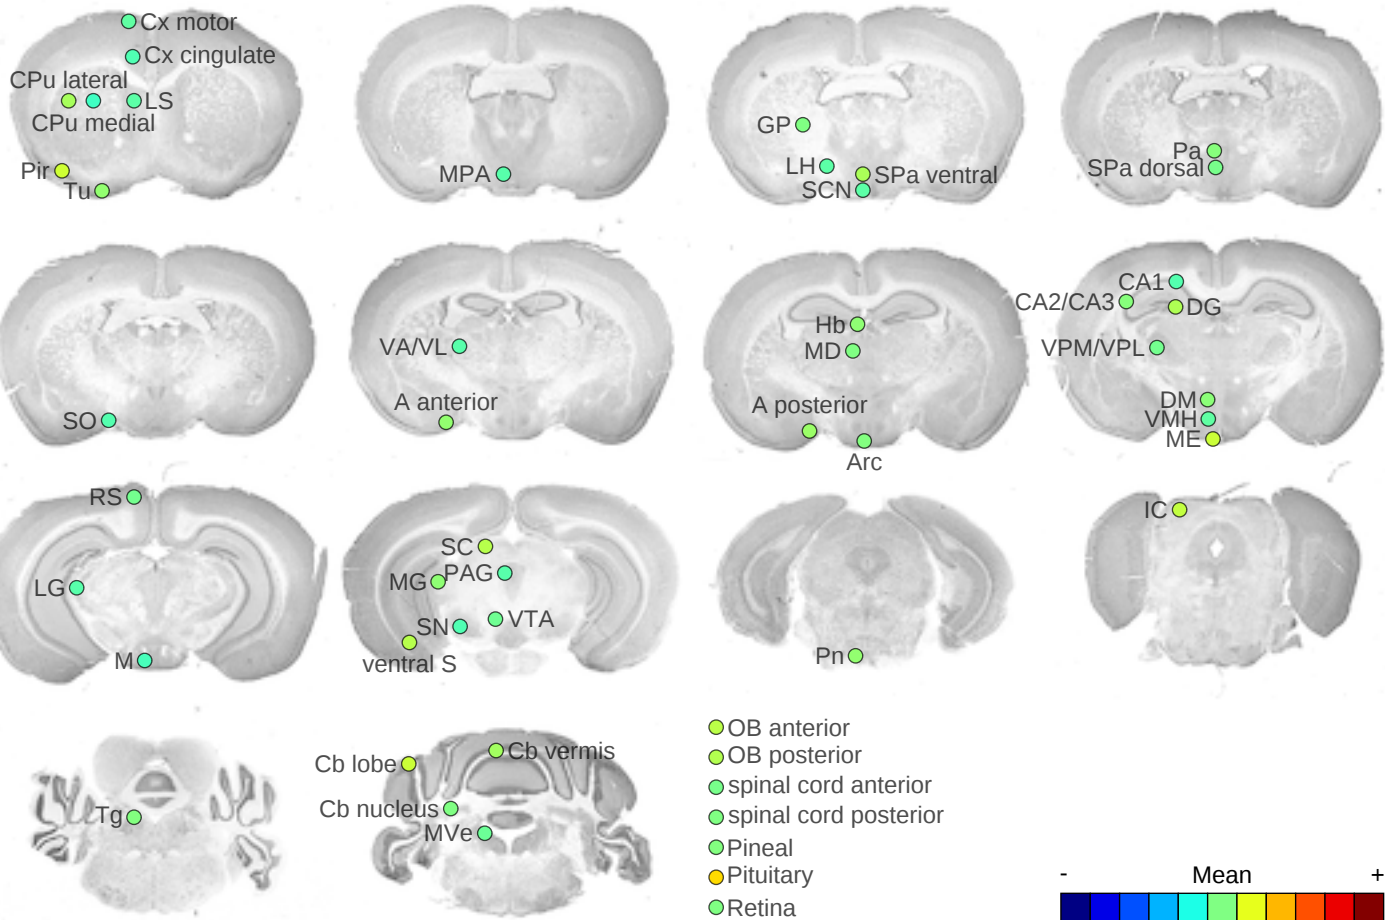 Cx motor
Cx cingulate
CPu lateral
LS
CPu medial
Pir
Tu
MPA
GP
LH
SPa ventral
SCN
Pa
SPa dorsal
SO
VA/VL
A anterior
Hb
MD
A posterior
Arc
CA1
CA2/CA3
DG
VPM/VPL
DM
VMH
ME
RS
LG
M
SC
MG
PAG
SN
VTA
ventral S
Pn
IC
Tg
Cb lobe
Cb vermis
Cb nucleus
MVe
OB anterior
OB posterior
spinal cord anterior
spinal cord posterior
Pineal
Pituitary
Retina
- Mean +